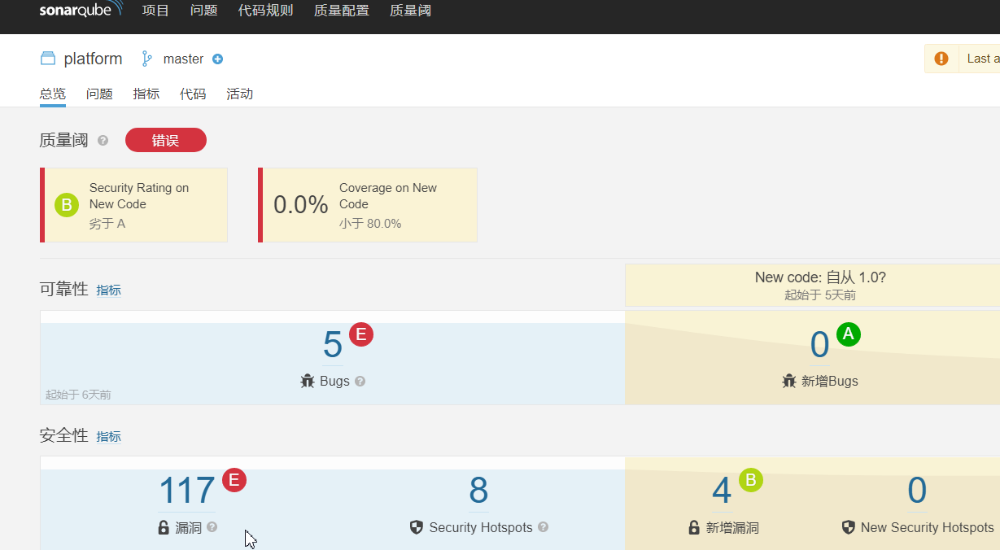 sonarqube 项目 问题 代码规则 质量配置 质量阈
platform master
Last a
总览 问题 指标 代码 活动
质量阈 ? 错误
B
Security Rating on
New Code
劣于 A
0.0%
Coverage on New
Code
小于 80.0%
New code: 自从 1.0?
起始于 5天前
可靠性 指标
5 E
Bugs ?
起始于 6天前
0 A
新增Bugs
安全性 指标
117 E
漏洞 ?
8
Security Hotspots ?
4 B
新增漏洞
0
New Security Hotspots